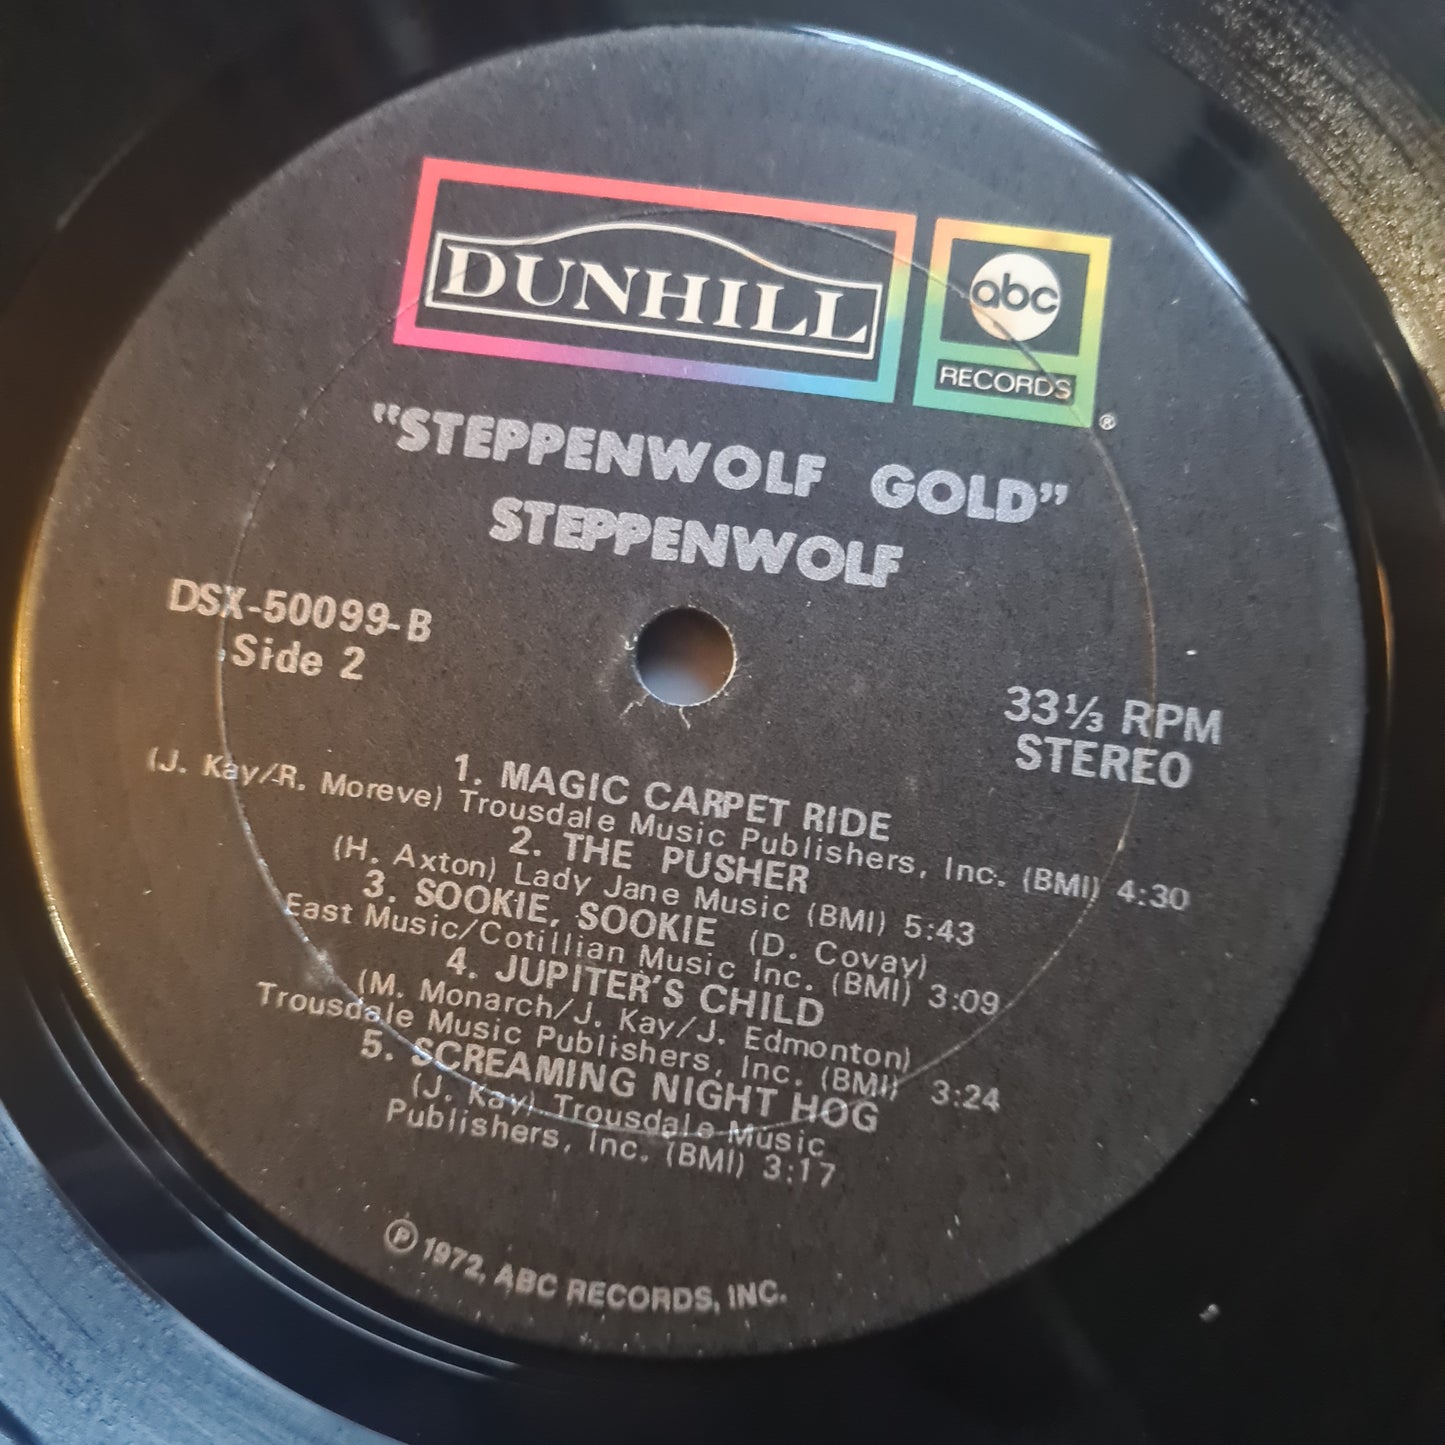 DUNHILL
abc
RECORDS
®
"STEPPENWOLF GOLD"
STEPPENWOLF
DSX-50099-B
Side 2
33⅓ RPM
STEREO
1. MAGIC CARPET RIDE
(J. Kay/R. Moreve) Trousdale Music Publishers, Inc. (BMI) 4:30
2. THE PUSHER
(H. Axton) Lady Jane Music (BMI) 5:43
3. SOOKIE, SOOKIE (D. Covay)
East Music/Cotillian Music Inc. (BMI) 3:09
4. JUPITER'S CHILD
(M. Monarch/J. Kay/J. Edmonton)
Trousdale Music Publishers, Inc. (BMI) 3:24
5. SCREAMING NIGHT HOG
(J. Kay) Trousdale Music
Publishers, Inc. (BMI) 3:17
Ⓟ 1972, ABC RECORDS, INC.